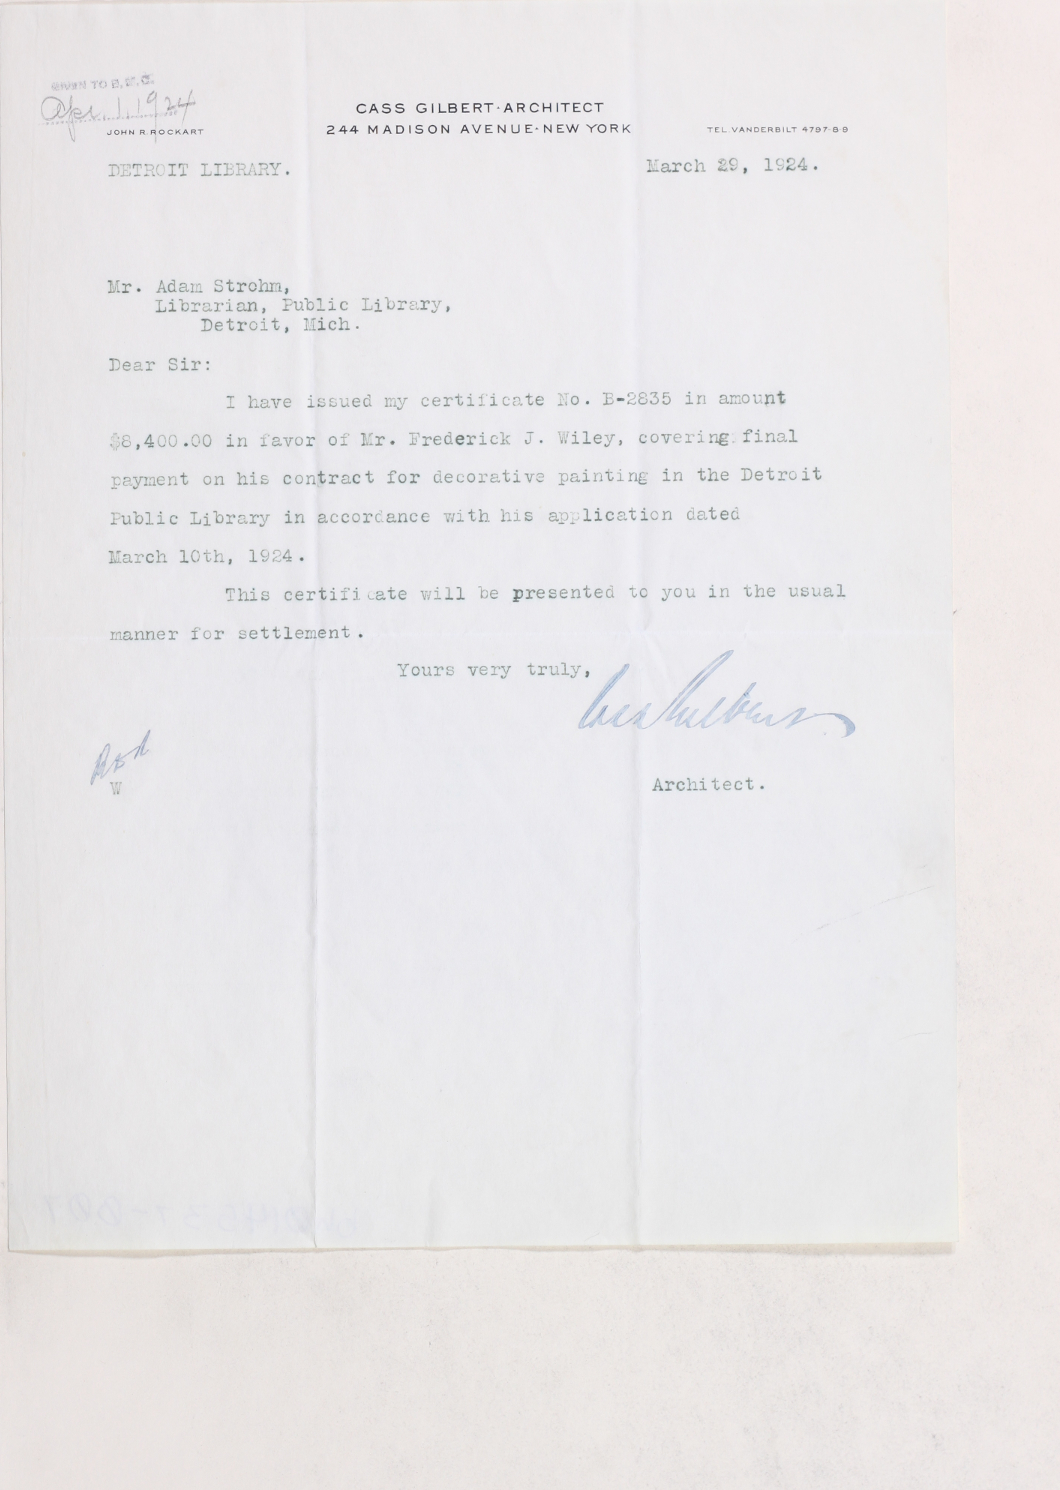 GIVEN TO B.F.C.
Apr. 1, 1924
CASS GILBERT·ARCHITECT
244 MADISON AVENUE·NEW YORK
JOHN R. ROCKART
TEL. VANDERBILT 4797-8-9
DETROIT LIBRARY.
March 29, 1924.
Mr. Adam Strohm,
Librarian, Public Library,
Detroit, Mich.
Dear Sir:
I have issued my certificate No. B-2835 in amount
$8,400.00 in favor of Mr. Frederick J. Wiley, covering final
payment on his contract for decorative painting in the Detroit
Public Library in accordance with his application dated
March 10th, 1924.
This certificate will be presented to you in the usual
manner for settlement.
Yours very truly,
Cass Gilbert
W
Architect.